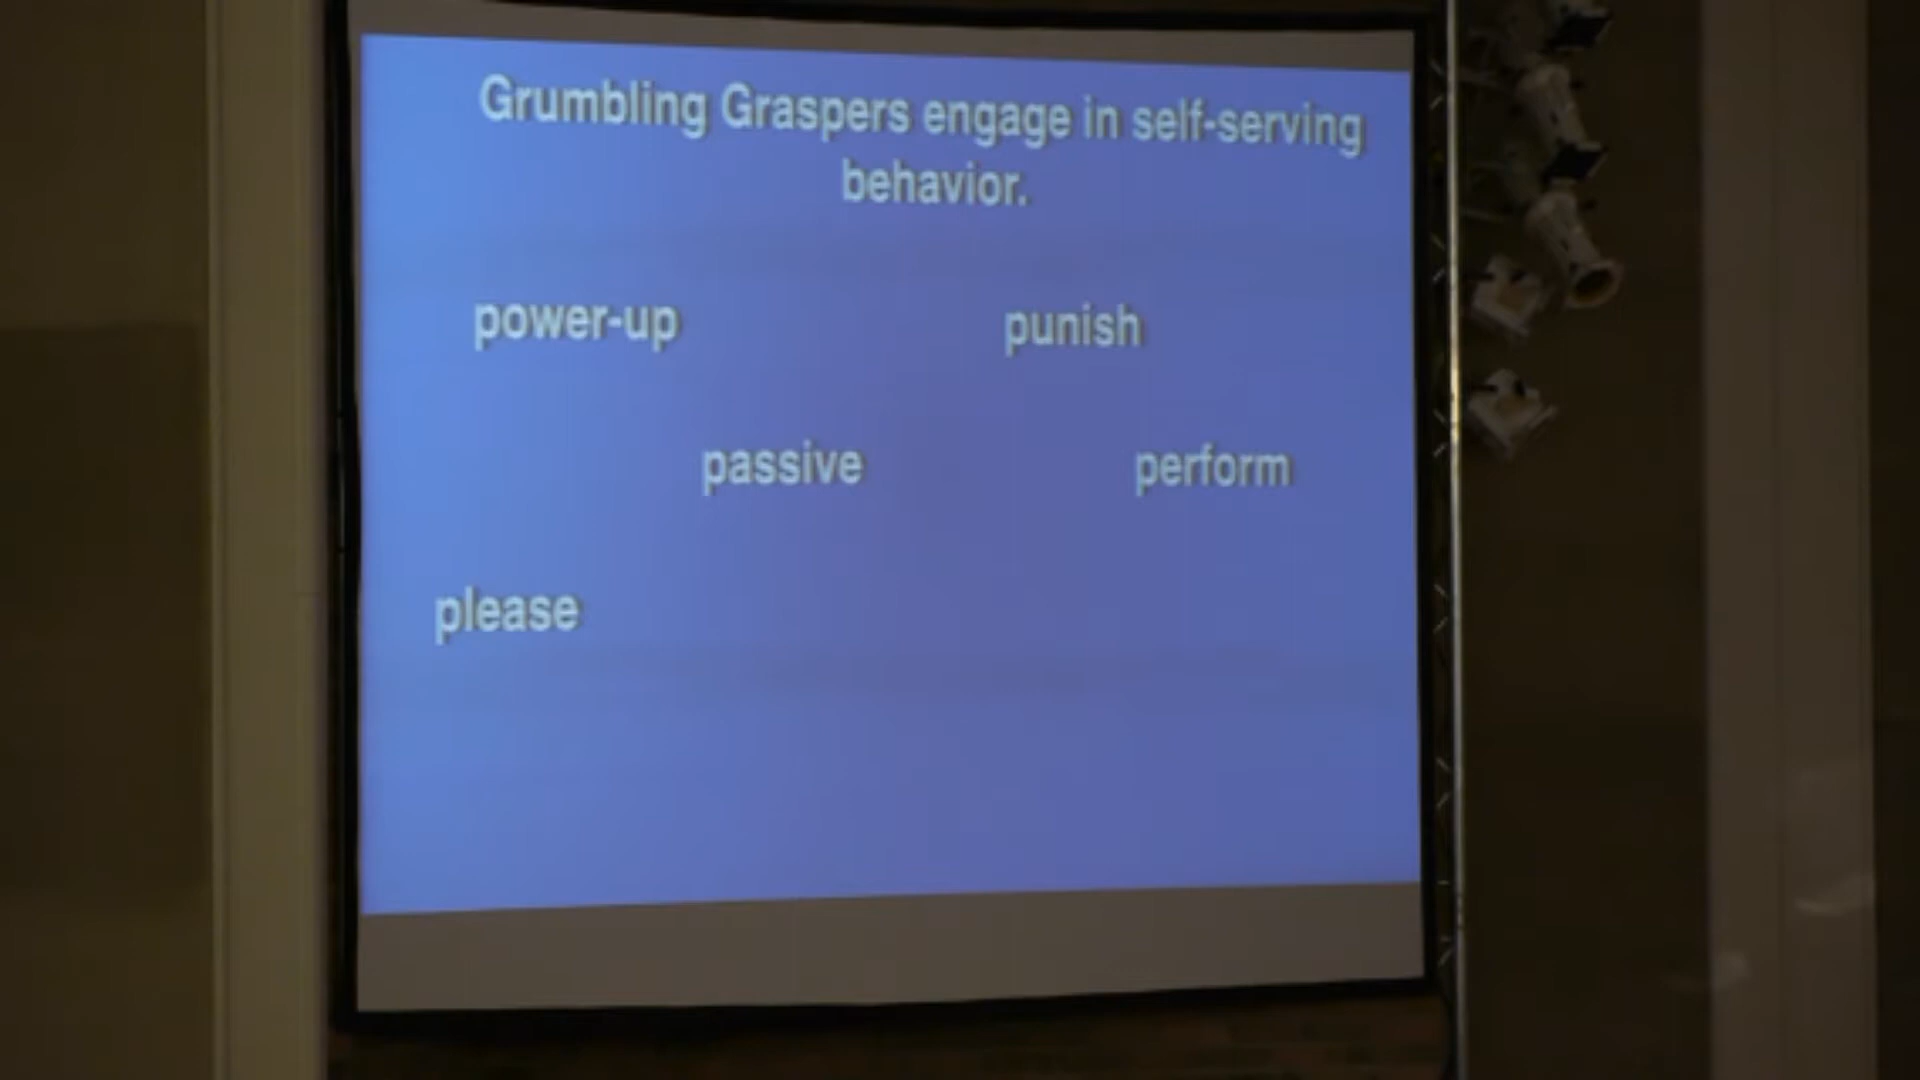 Grumbling Graspers engage in self-serving
behavior.
power-up punish
passive perform
please